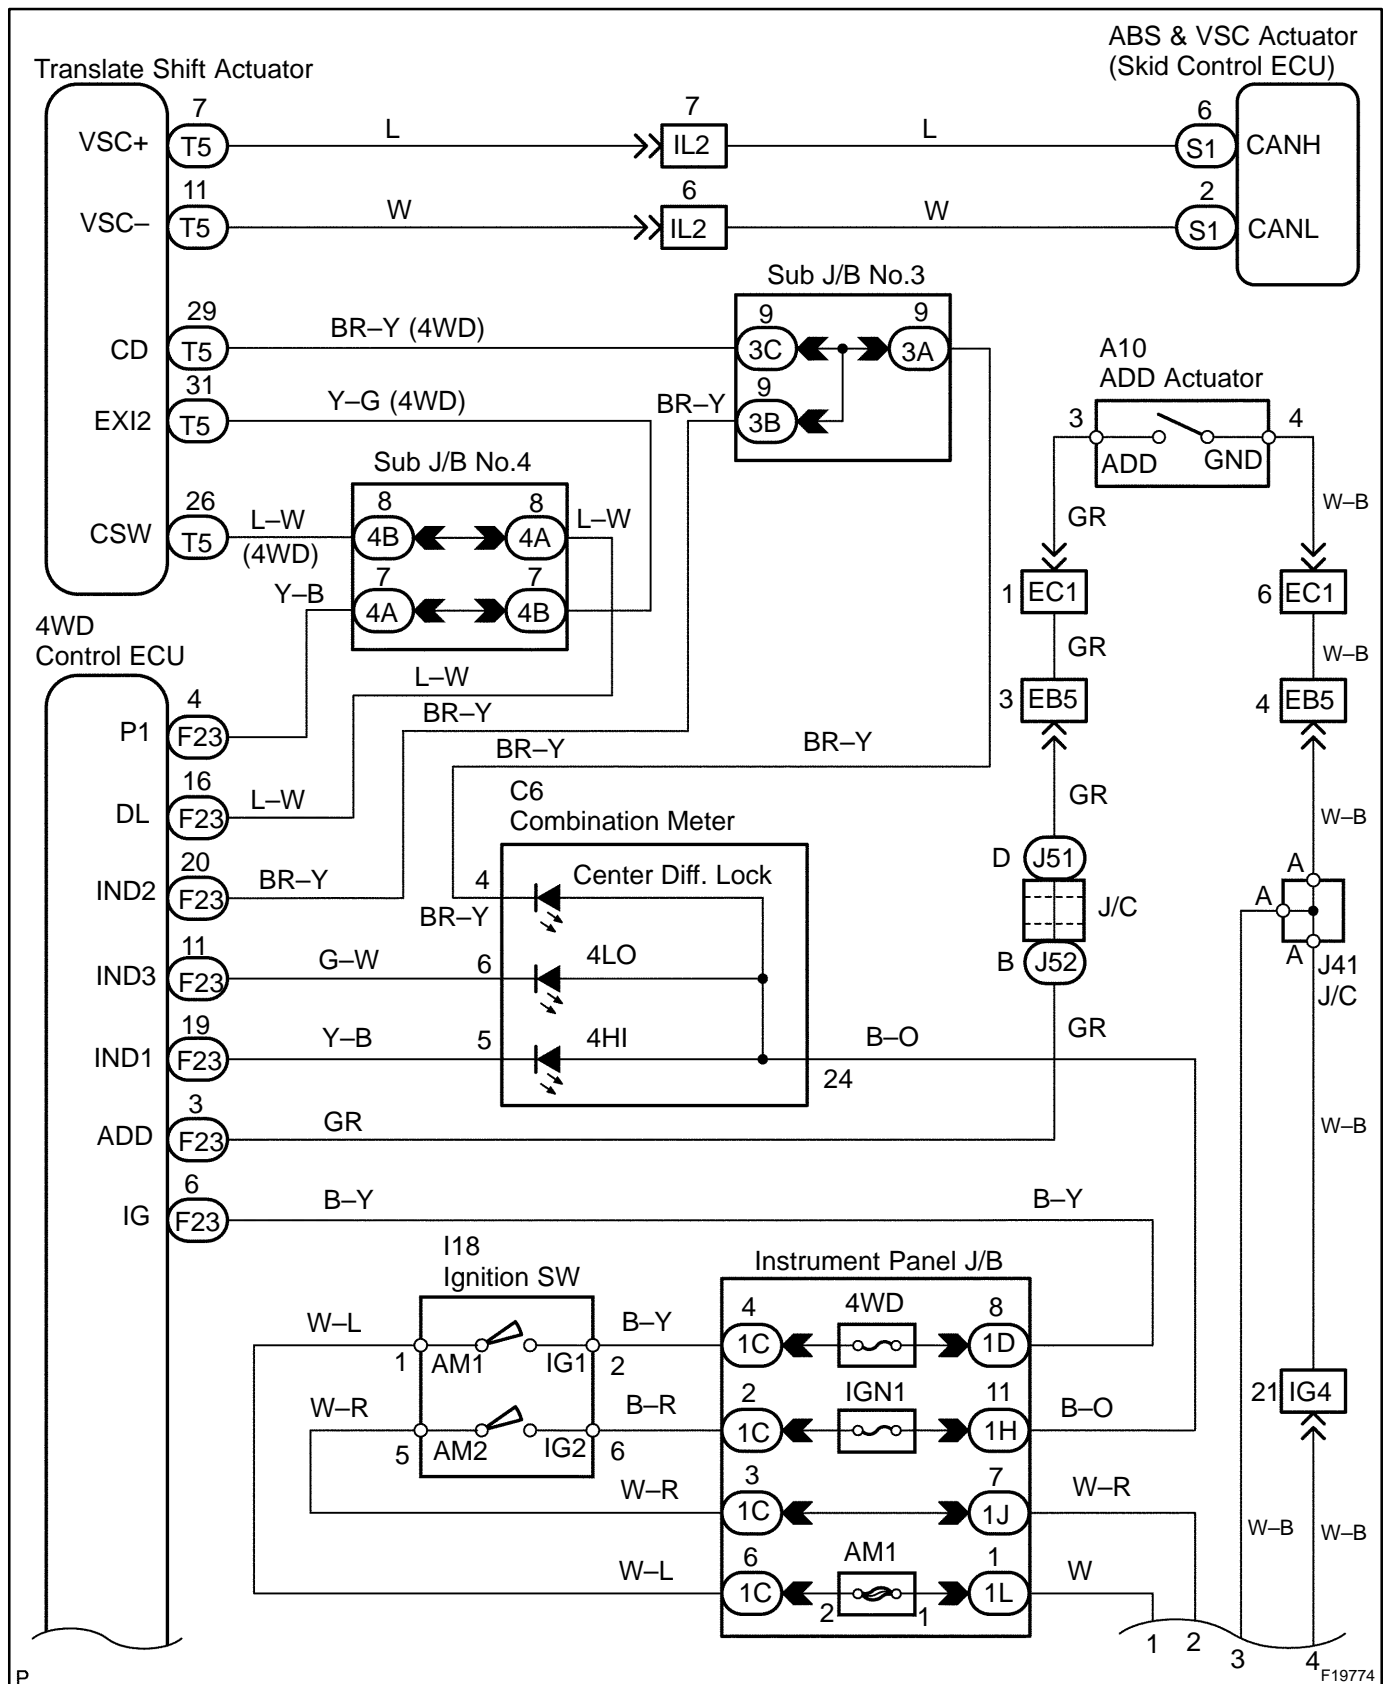 ABS & VSC Actuator
(Skid Control ECU)
Translate Shift Actuator
7
7
6
VSC+
T5
L
IL2
L
S1
CANH
11
6
2
VSC–
T5
W
IL2
W
S1
CANL
Sub J/B No.3
29
9
9
CD
T5
BR–Y (4WD)
3C
3A
A10
ADD Actuator
31
9
EXI2
T5
Y–G (4WD)
BR–Y
3B
3
4
ADD
GND
Sub J/B No.4
26
8
8
CSW
T5
L–W
(4WD)
4B
4A
L–W
GR
W–B
7
7
Y–B
4A
4B
1
EC1
6
EC1
4WD
Control ECU
GR
W–B
L–W
4
3
EB5
4
EB5
P1
F23
BR–Y
BR–Y
BR–Y
16
DL
F23
L–W
C6
Combination Meter
GR
W–B
20
IND2
F23
BR–Y
4
Center Diff. Lock
BR–Y
D
J51
J/C
B
J52
A
A
A
J41
J/C
11
IND3
F23
G–W
6
4LO
19
IND1
F23
Y–B
5
4HI
24
B–O
GR
3
ADD
F23
GR
W–B
6
IG
F23
B–Y
B–Y
I18
Ignition SW
Instrument Panel J/B
W–L
1
AM1
IG1
2
B–Y
4
1C
4WD
8
1D
W–R
5
AM2
IG2
6
B–R
2
1C
IGN1
11
1H
B–O
21
IG4
W–R
3
1C
7
1J
W–R
W–L
6
1C
AM1
2
1
1
1L
W
W–B
W–B
1
2
3
4
P
F19774